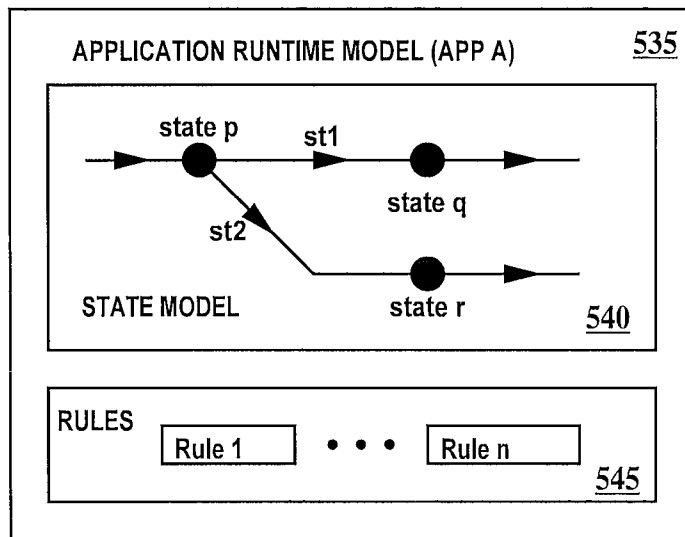 APPLICATION RUNTIME MODEL (APP A)
535
state p
st1
state q
st2
state r
STATE MODEL
540
RULES
Rule 1
• • •
Rule n
545